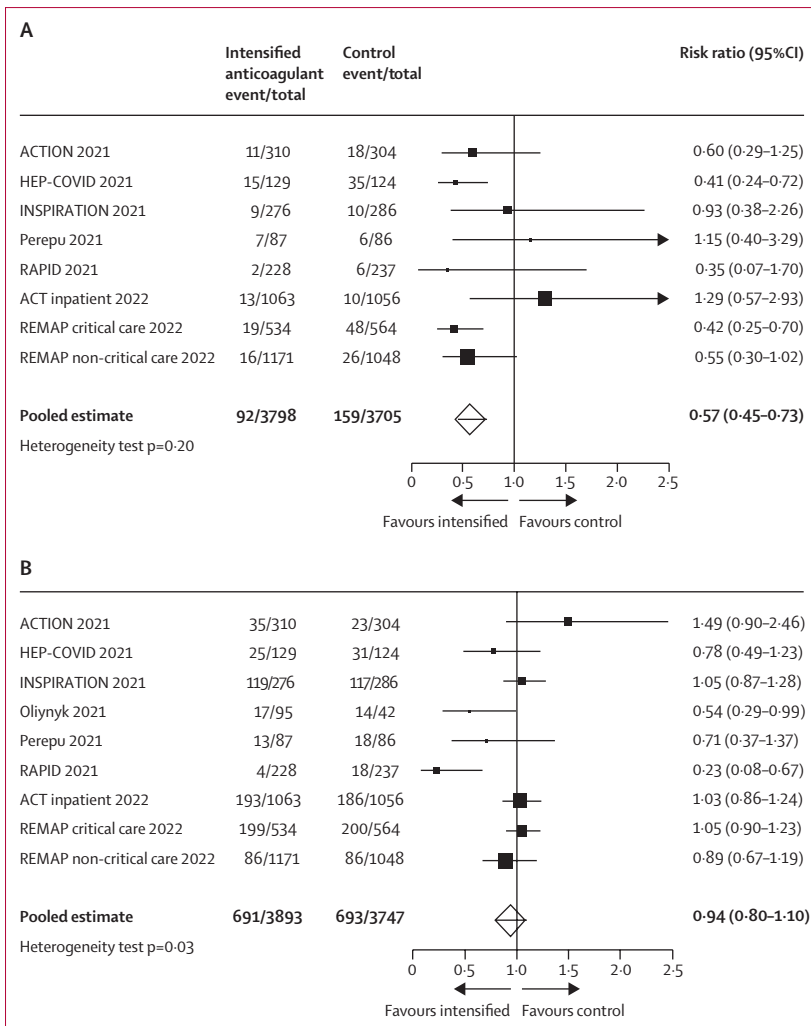 A
Intensified anticoagulant event/total Control event/total Risk ratio (95%CI)
ACTION 2021 11/310 18/304 0·60 (0·29–1·25)
HEP-COVID 2021 15/129 35/124 0·41 (0·24–0·72)
INSPIRATION 2021 9/276 10/286 0·93 (0·38–2·26)
Perepu 2021 7/87 6/86 1·15 (0·40–3·29)
RAPID 2021 2/228 6/237 0·35 (0·07–1·70)
ACT inpatient 2022 13/1063 10/1056 1·29 (0·57–2·93)
REMAP critical care 2022 19/534 48/564 0·42 (0·25–0·70)
REMAP non-critical care 2022 16/1171 26/1048 0·55 (0·30–1·02)
Pooled estimate 92/3798 159/3705 0·57 (0·45–0·73)
Heterogeneity test p=0·20
0 0·5 1·0 1·5 2·0 2·5
Favours intensified Favours control
B
ACTION 2021 35/310 23/304 1·49 (0·90–2·46)
HEP-COVID 2021 25/129 31/124 0·78 (0·49–1·23)
INSPIRATION 2021 119/276 117/286 1·05 (0·87–1·28)
Oliynyk 2021 17/95 14/42 0·54 (0·29–0·99)
Perepu 2021 13/87 18/86 0·71 (0·37–1·37)
RAPID 2021 4/228 18/237 0·23 (0·08–0·67)
ACT inpatient 2022 193/1063 186/1056 1·03 (0·86–1·24)
REMAP critical care 2022 199/534 200/564 1·05 (0·90–1·23)
REMAP non-critical care 2022 86/1171 86/1048 0·89 (0·67–1·19)
Pooled estimate 691/3893 693/3747 0·94 (0·80–1·10)
Heterogeneity test p=0·03
0 0·5 1·0 1·5 2·0 2·5
Favours intensified Favours control